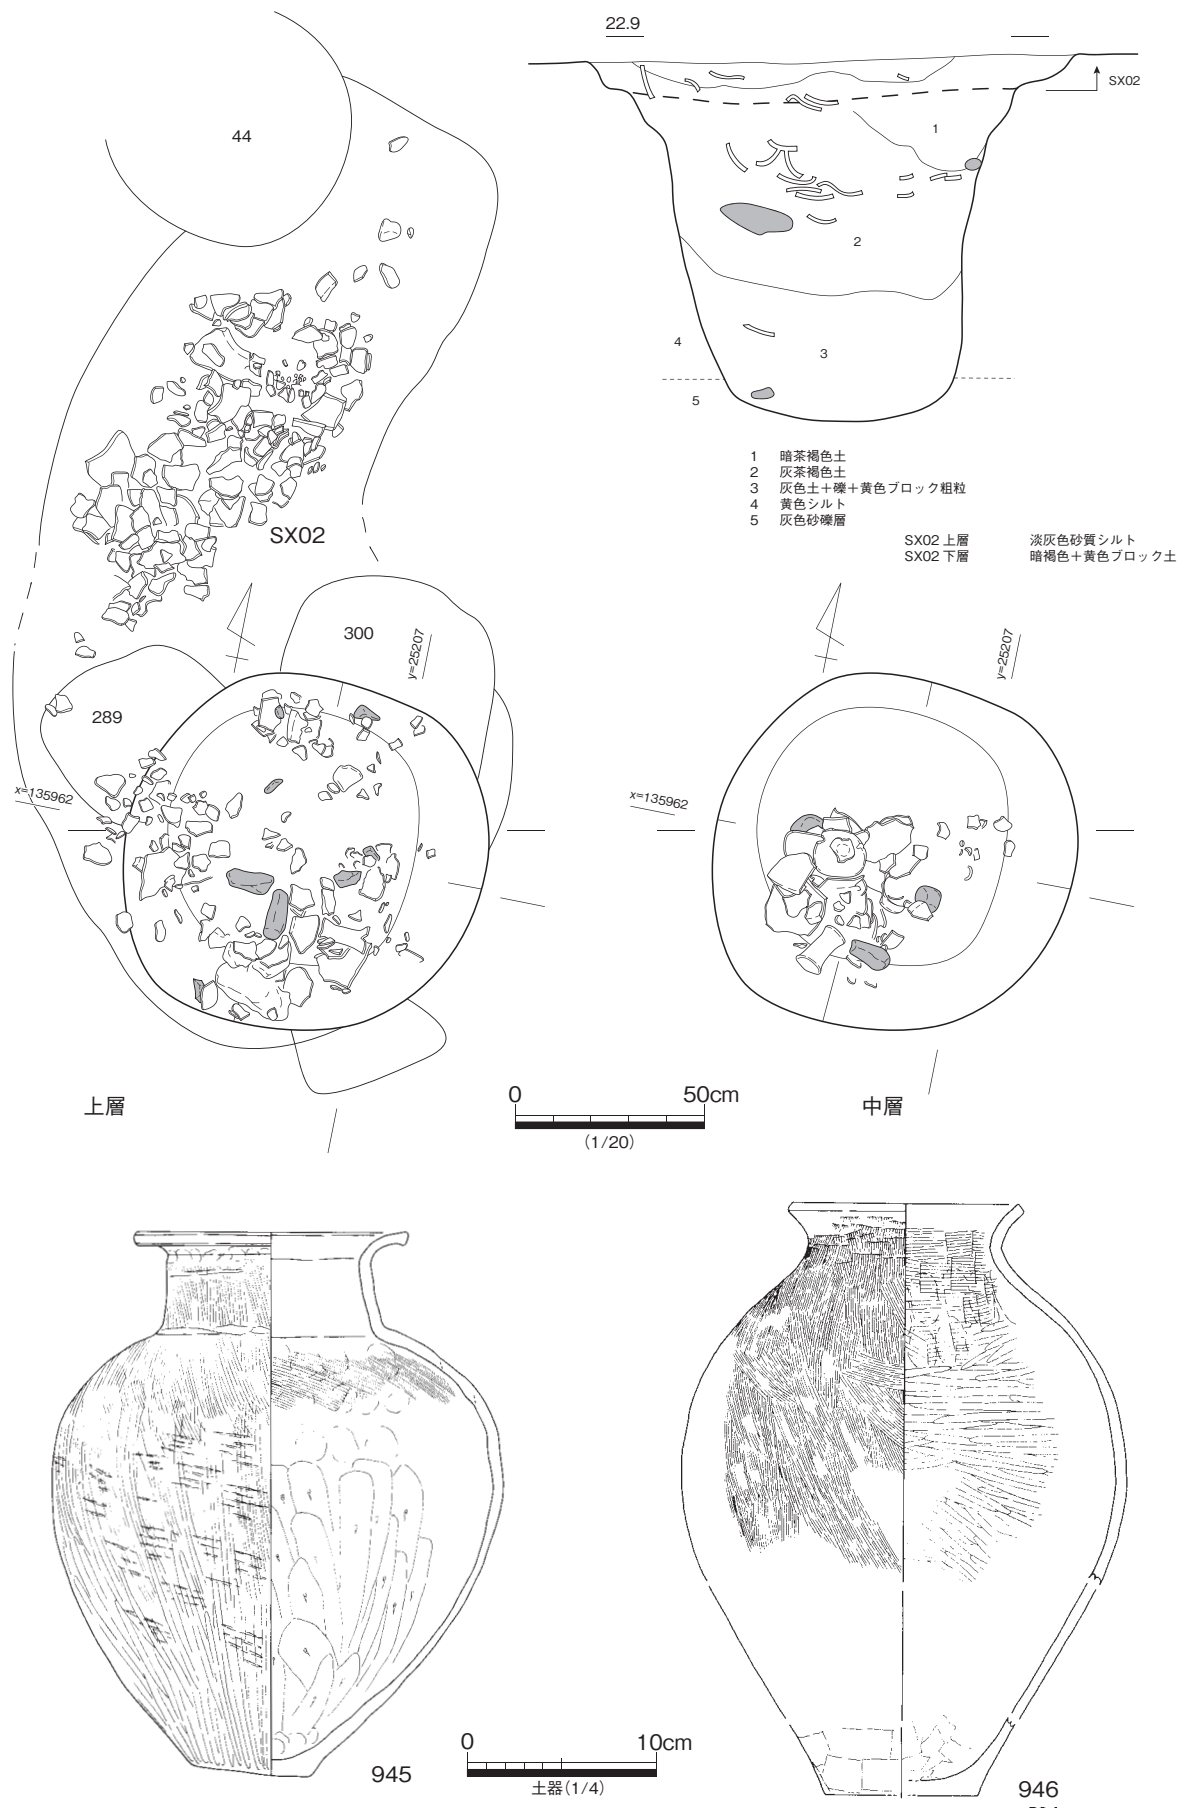 22.9
SX02
44
1
2
3
4
5
1 暗茶褐色土
2 灰茶褐色土
3 灰色土＋礫＋黄色ブロック粗粒
4 黄色シルト
5 灰色砂礫層
SX02 上層 淡灰色砂質シルト
SX02 下層 暗褐色＋黄色ブロック土
SX02
300
289
y=25207
x=135962
y=25207
x=135962
上層
中層
0 50cm
（1/20）
945
0 10cm
土器（1/4）
946